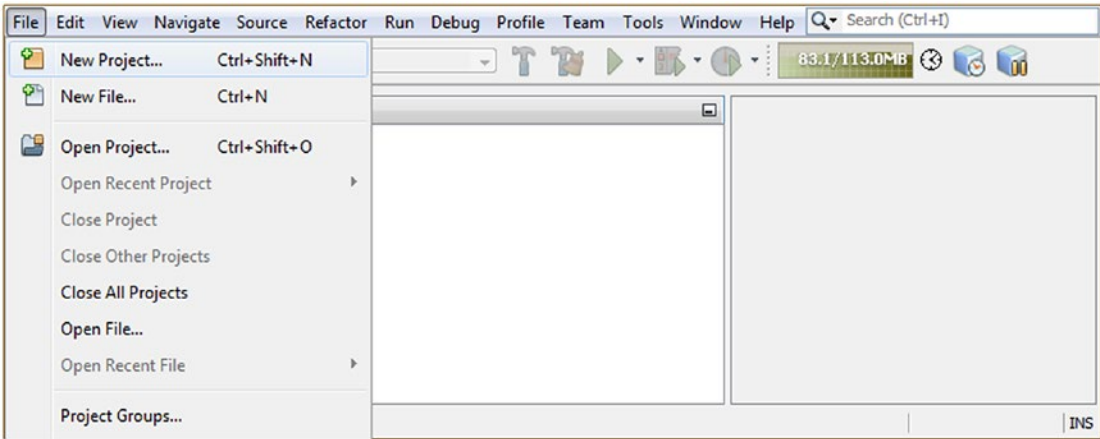 File Edit View Navigate Source Refactor Run Debug Profile Team Tools Window Help Search (Ctrl+I)
New Project... Ctrl+Shift+N
83.1/113.0MB
New File... Ctrl+N
Open Project... Ctrl+Shift+O
Open Recent Project
Close Project
Close Other Projects
Close All Projects
Open File...
Open Recent File
Project Groups...
INS